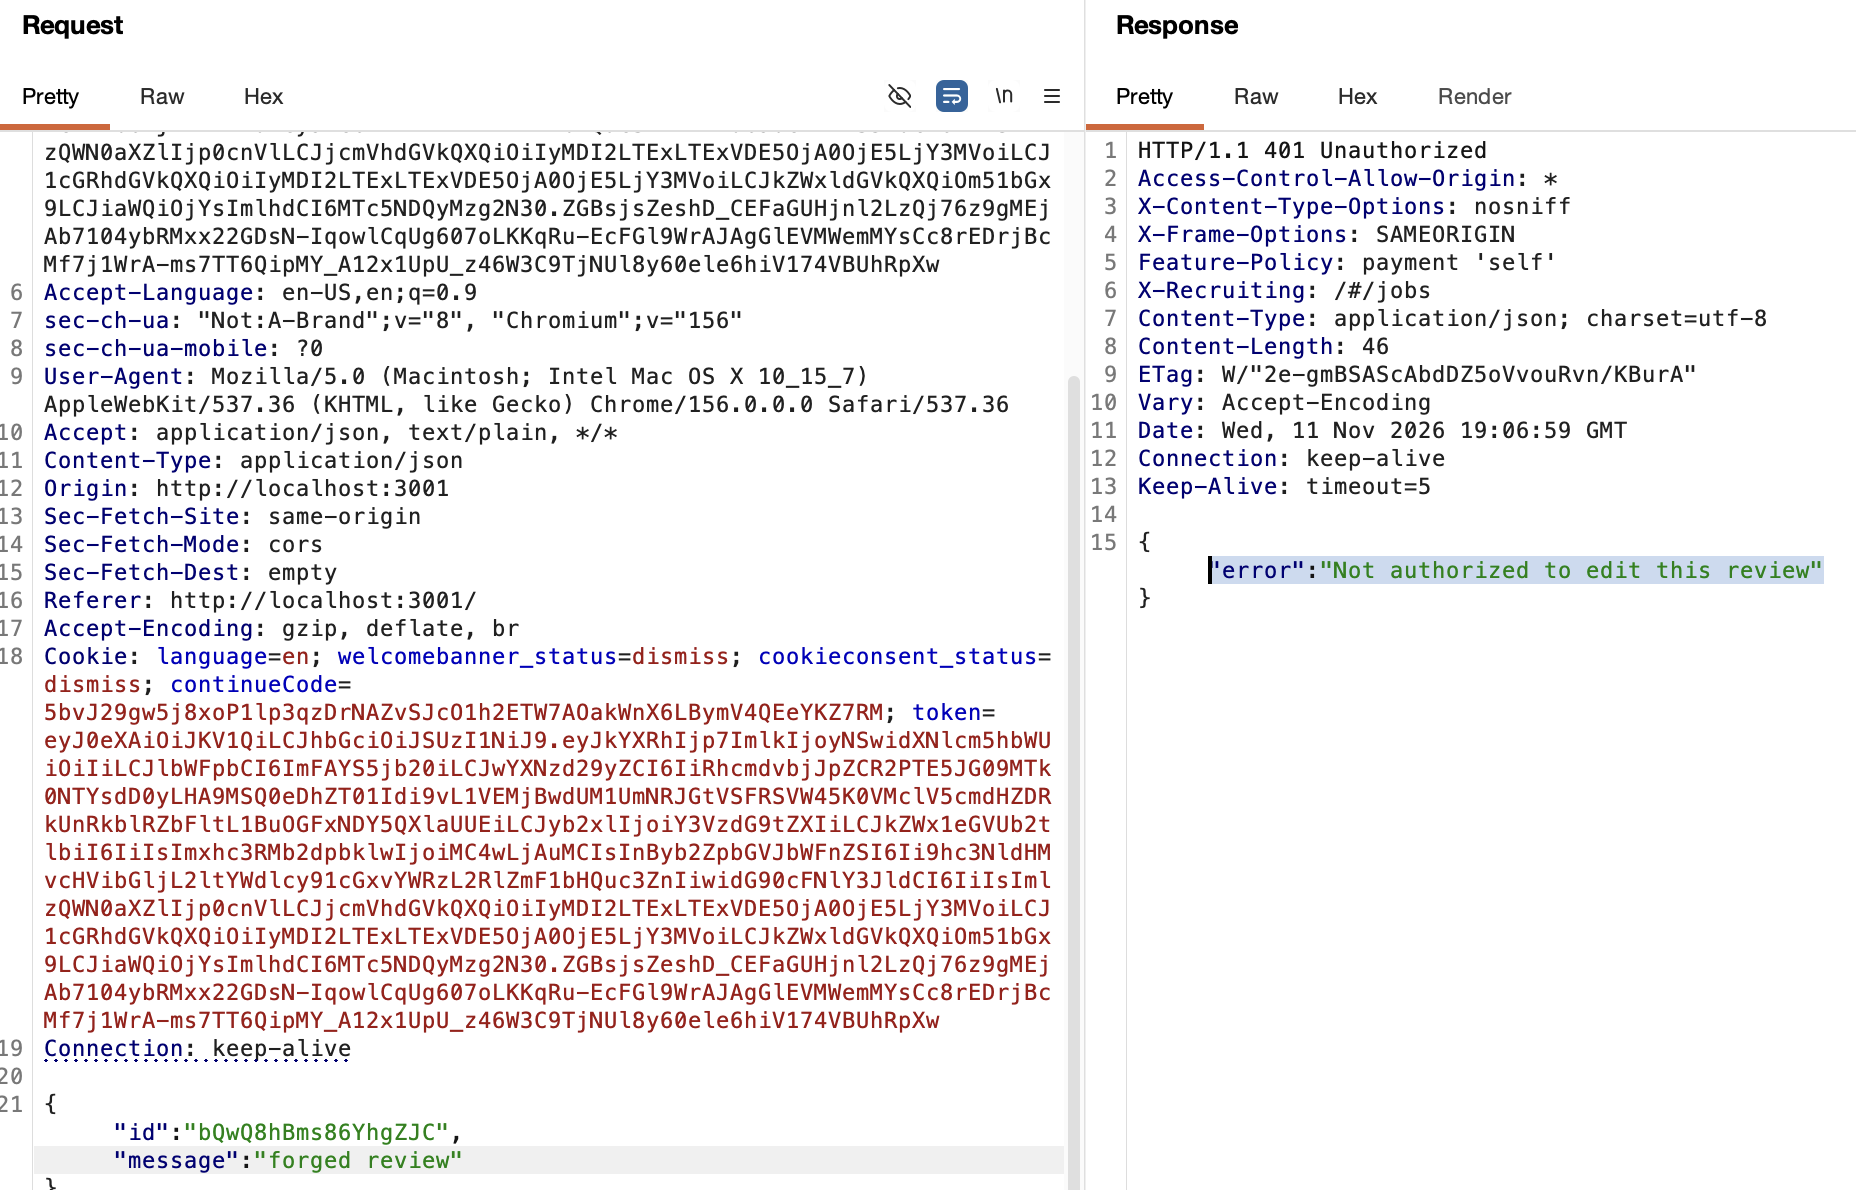 Request
Pretty Raw Hex \n
zQWN0aXZlIjp0cnVlLCJjcmVhdGVkQXQiOiIyMDI2LTExLTExVDE5OjA0OjE5LjY3MVoiLCJ
1cGRhdGVkQXQiOiIyMDI2LTExLTExVDE5OjA0OjE5LjY3MVoiLCJkZWxldGVkQXQiOm51bGx
9LCJiaWQiOjYsImlhdCI6MTc5NDQyMzg2N30.ZGBsjsZeshD_CEFaGUHjnl2LzQj76z9gMEj
Ab7104ybRMxx22GDsN-IqowlCqUg607oLKKqRu-EcFGl9WrAJAgGlEVMWemMYsCc8rEDrjBc
Mf7j1WrA-ms7TT6QipMY_A12x1UpU_z46W3C9TjNUl8y60ele6hiV174VBUhRpXw
6 Accept-Language: en-US,en;q=0.9
7 sec-ch-ua: "Not:A-Brand";v="8", "Chromium";v="156"
8 sec-ch-ua-mobile: ?0
9 User-Agent: Mozilla/5.0 (Macintosh; Intel Mac OS X 10_15_7)
AppleWebKit/537.36 (KHTML, like Gecko) Chrome/156.0.0.0 Safari/537.36
10 Accept: application/json, text/plain, */*
11 Content-Type: application/json
12 Origin: http://localhost:3001
13 Sec-Fetch-Site: same-origin
14 Sec-Fetch-Mode: cors
15 Sec-Fetch-Dest: empty
16 Referer: http://localhost:3001/
17 Accept-Encoding: gzip, deflate, br
18 Cookie: language=en; welcomebanner_status=dismiss; cookieconsent_status=
dismiss; continueCode=
5bvJ29gw5j8xoP1lp3qzDrNAZvSJcO1h2ETW7AOakWnX6LBymV4QEeYKZ7RM; token=
eyJ0eXAiOiJKV1QiLCJhbGciOiJSUzI1NiJ9.eyJkYXRhIjp7ImlkIjoyNSwidXNlcm5hbWU
iOiIiLCJlbWFpbCI6ImFAYS5jb20iLCJwYXNzd29yZCI6IiRhcmdvbjJpZCR2PTE5JG09MTk
0NTYsdD0yLHA9MSQ0eDhZT01Idi9vL1VEMjBwdUM1UmNRJGtVSFRSVW45K0VMclV5cmdHZDR
kUnRkblRZbFltL1BuOGFxNDY5QXlaUUEiLCJyb2xlIjoiY3VzdG9tZXIiLCJkZWx1eGVUb2t
lbiI6IiIsImxhc3RMb2dpbklwIjoiMC4wLjAuMCIsInByb2ZpbGVJbWFnZSI6Ii9hc3NldHM
vcHVibGljL2ltYWdlcy91cGxvYWRzL2RlZmF1bHQuc3ZnIiwidG90cFNlY3JldCI6IiIsIml
zQWN0aXZlIjp0cnVlLCJjcmVhdGVkQXQiOiIyMDI2LTExLTExVDE5OjA0OjE5LjY3MVoiLCJ
1cGRhdGVkQXQiOiIyMDI2LTExLTExVDE5OjA0OjE5LjY3MVoiLCJkZWxldGVkQXQiOm51bGx
9LCJiaWQiOjYsImlhdCI6MTc5NDQyMzg2N30.ZGBsjsZeshD_CEFaGUHjnl2LzQj76z9gMEj
Ab7104ybRMxx22GDsN-IqowlCqUg607oLKKqRu-EcFGl9WrAJAgGlEVMWemMYsCc8rEDrjBc
Mf7j1WrA-ms7TT6QipMY_A12x1UpU_z46W3C9TjNUl8y60ele6hiV174VBUhRpXw
19 Connection: keep-alive
20
21 {
"id":"bQwQ8hBms86YhgZJC",
"message":"forged review"
}
Response
Pretty Raw Hex Render
1 HTTP/1.1 401 Unauthorized
2 Access-Control-Allow-Origin: *
3 X-Content-Type-Options: nosniff
4 X-Frame-Options: SAMEORIGIN
5 Feature-Policy: payment 'self'
6 X-Recruiting: /#/jobs
7 Content-Type: application/json; charset=utf-8
8 Content-Length: 46
9 ETag: W/"2e-gmBSAScAbdDZ5oVvouRvn/KBurA"
10 Vary: Accept-Encoding
11 Date: Wed, 11 Nov 2026 19:06:59 GMT
12 Connection: keep-alive
13 Keep-Alive: timeout=5
14
15 {
"error":"Not authorized to edit this review"
}